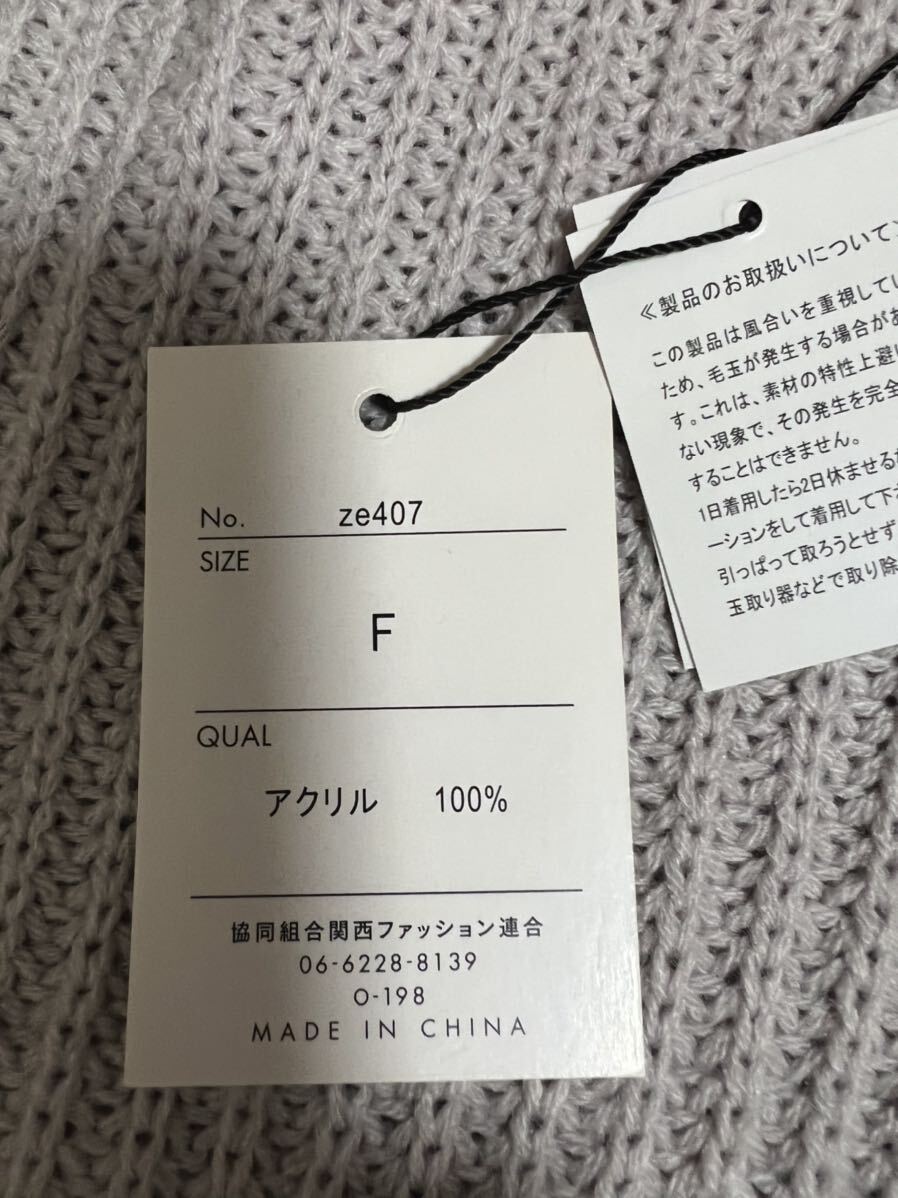 No. ze407
SIZE
F
QUAL
アクリル 100%
協同組合関西ファッション連合
06-6228-8139
O-198
MADE IN CHINA
≪製品のお取扱いについて
この製品は風合いを重視してい
ため、毛玉が発生する場合があ
す。これは、素材の特性上避け
ない現象で、その発生を完全
することはできません。
1日着用したら2日休ませる
ーションをして着用して下さ
引っぱって取ろうとせず
玉取り器などで取り除